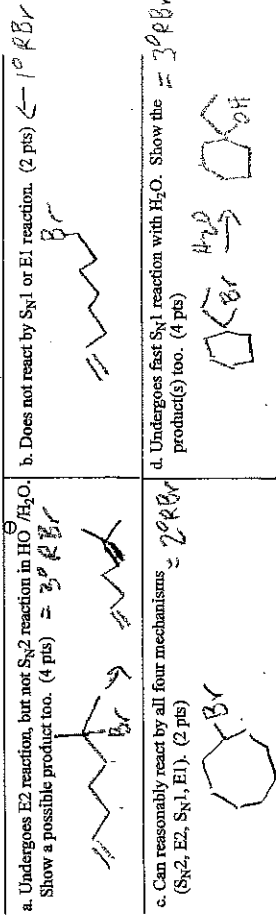 a. Undergoes E2 reaction, but not SN2 reaction in HO⊖/H2O.
Show a possible product too. (4 pts) = 3° RBr
Br
b. Does not react by SN1 or E1 reaction. (2 pts) ← 1° RBr
Br
c. Can reasonably react by all four mechanisms = 2° RBr
(SN2, E2, SN1, E1). (2 pts)
Br
d. Undergoes fast SN1 reaction with H2O. Show the = 3° RBr
product(s) too. (4 pts)
Br
H2O
OH